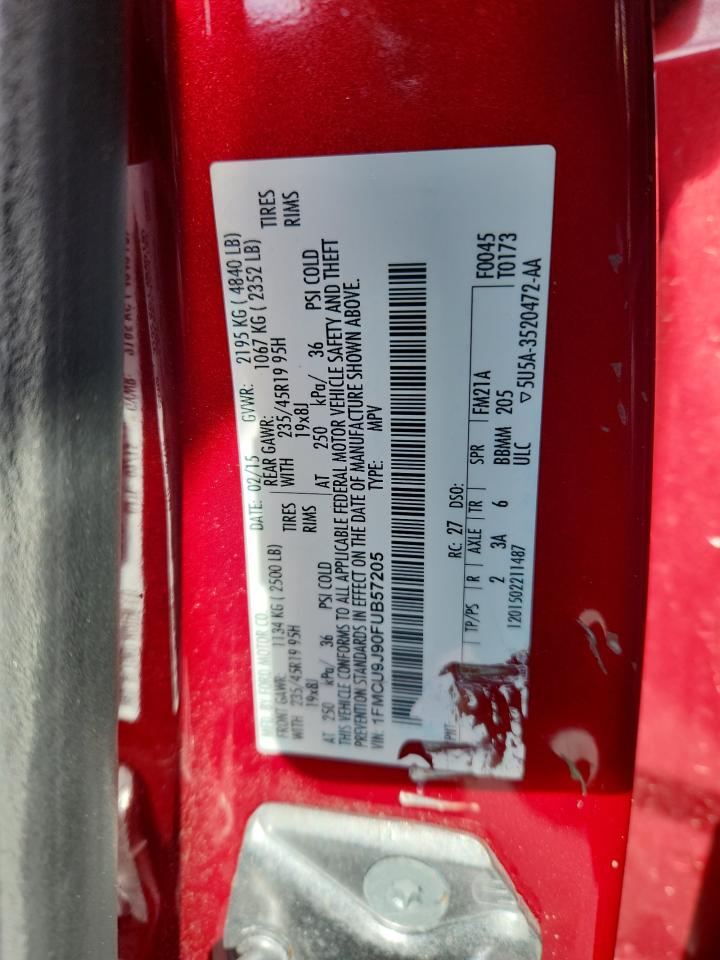 MFD. BY FORD MOTOR CO.
DATE: 02/15 GVWR: 2195 KG ( 4840 LB)
FRONT GAWR: 1134 KG ( 2500 LB) REAR GAWR: 1067 KG ( 2352 LB)
WITH 235/45R19 95H TIRES WITH 235/45R19 95H TIRES
19x8J RIMS 19x8J RIMS
AT 250 kPa/ 36 PSI COLD AT 250 kPa/ 36 PSI COLD
THIS VEHICLE CONFORMS TO ALL APPLICABLE FEDERAL MOTOR VEHICLE SAFETY AND THEFT
PREVENTION STANDARDS IN EFFECT ON THE DATE OF MANUFACTURE SHOWN ABOVE.
VIN: 1FMCU9J90FUB57205 TYPE: MPV
RC: 27 DSO:
PNT TP/PS R AXLE TR SPR FM21A F0045
2 3A 6 BBMM 205 T0173
1201502211487 ULC ▽5U5A-3520472-AA